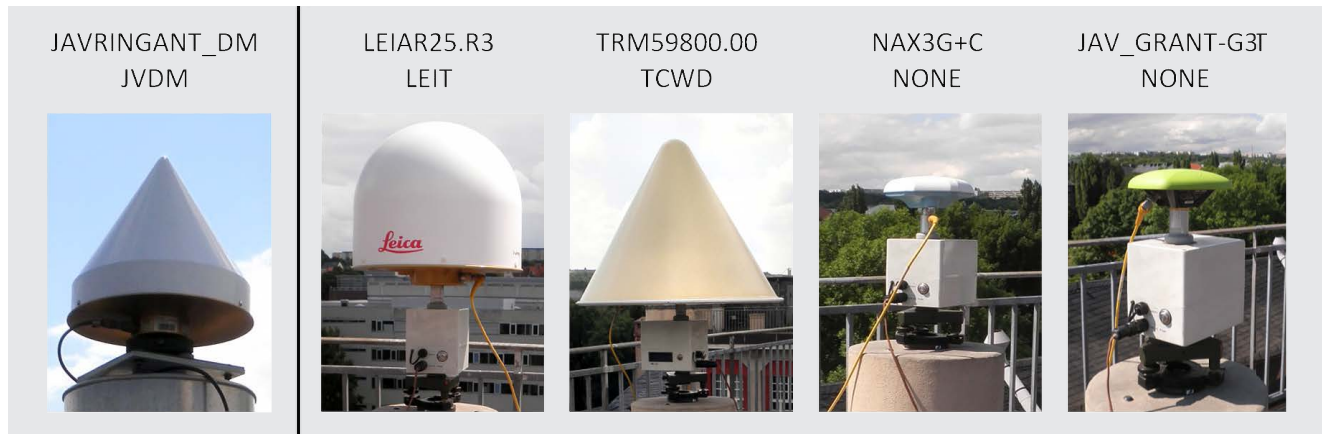 JAVRINGANT_DM
JVDM
LEIAR25.R3
LEIT
TRM59800.00
TCWD
NAX3G+C
NONE
JAV_GRANT-G3T
NONE
Leica